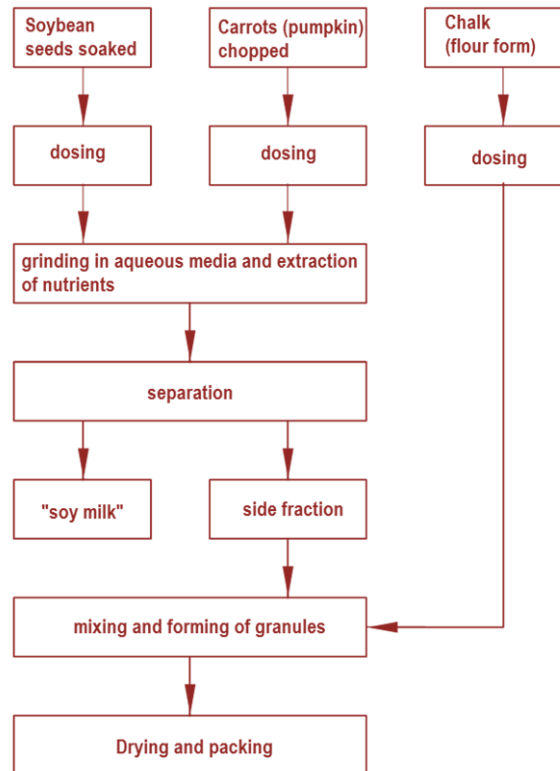 Soybean
seeds soaked
Carrots (pumpkin)
chopped
Chalk
(flour form)
dosing
dosing
dosing
grinding in aqueous media and extraction
of nutrients
separation
"soy milk"
side fraction
mixing and forming of granules
Drying and packing